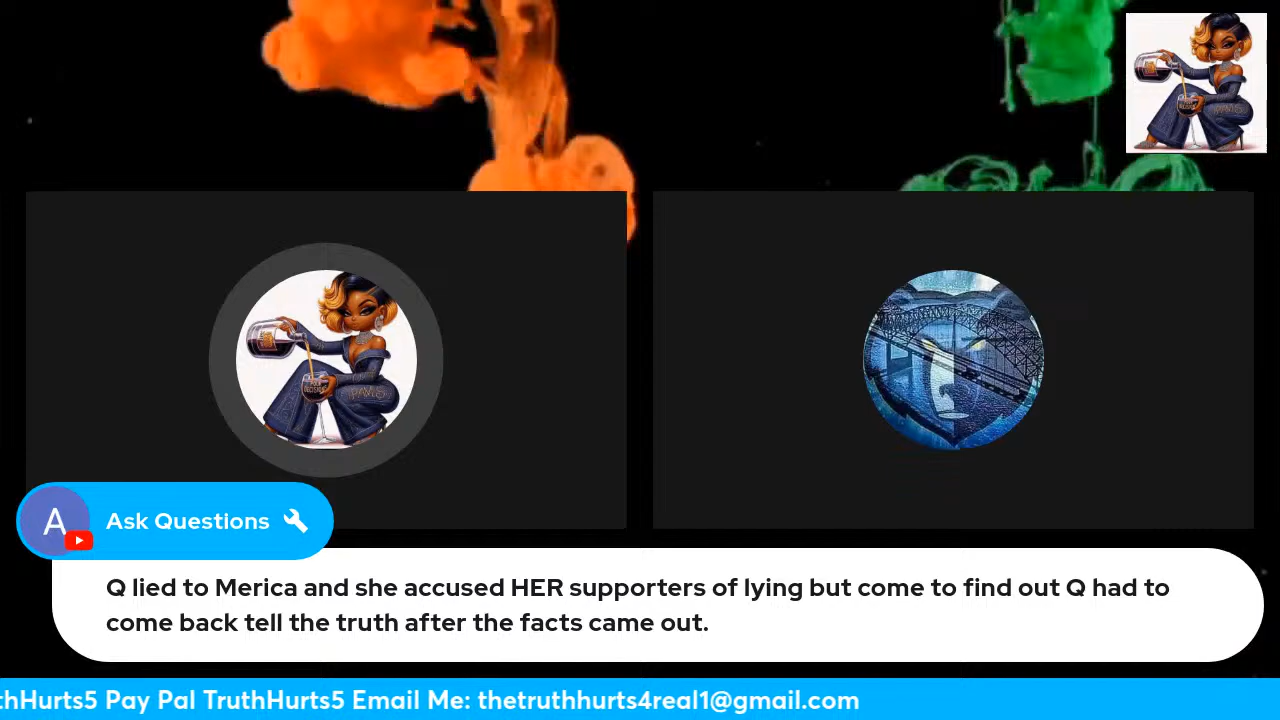 A
Ask Questions
Q lied to Merica and she accused HER supporters of lying but come to find out Q had to
come back tell the truth after the facts came out.
thHurts5 Pay Pal TruthHurts5 Email Me: thetruthhurts4real1@gmail.com